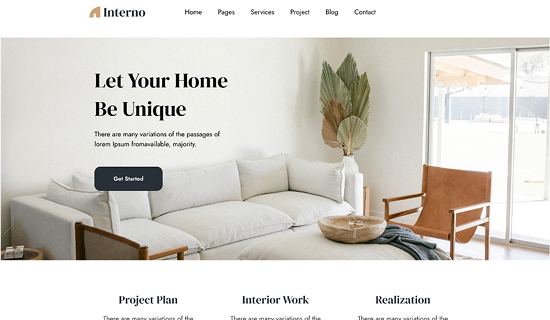 Interno
Home Pages Services Project Blog Contact
Let Your Home
Be Unique
There are many variations of the passages of
lorem Ipsum fromavailable, majority.
Get Started
Project Plan Interior Work Realization
There are many variations of the There are many variations of the There are many variations of the